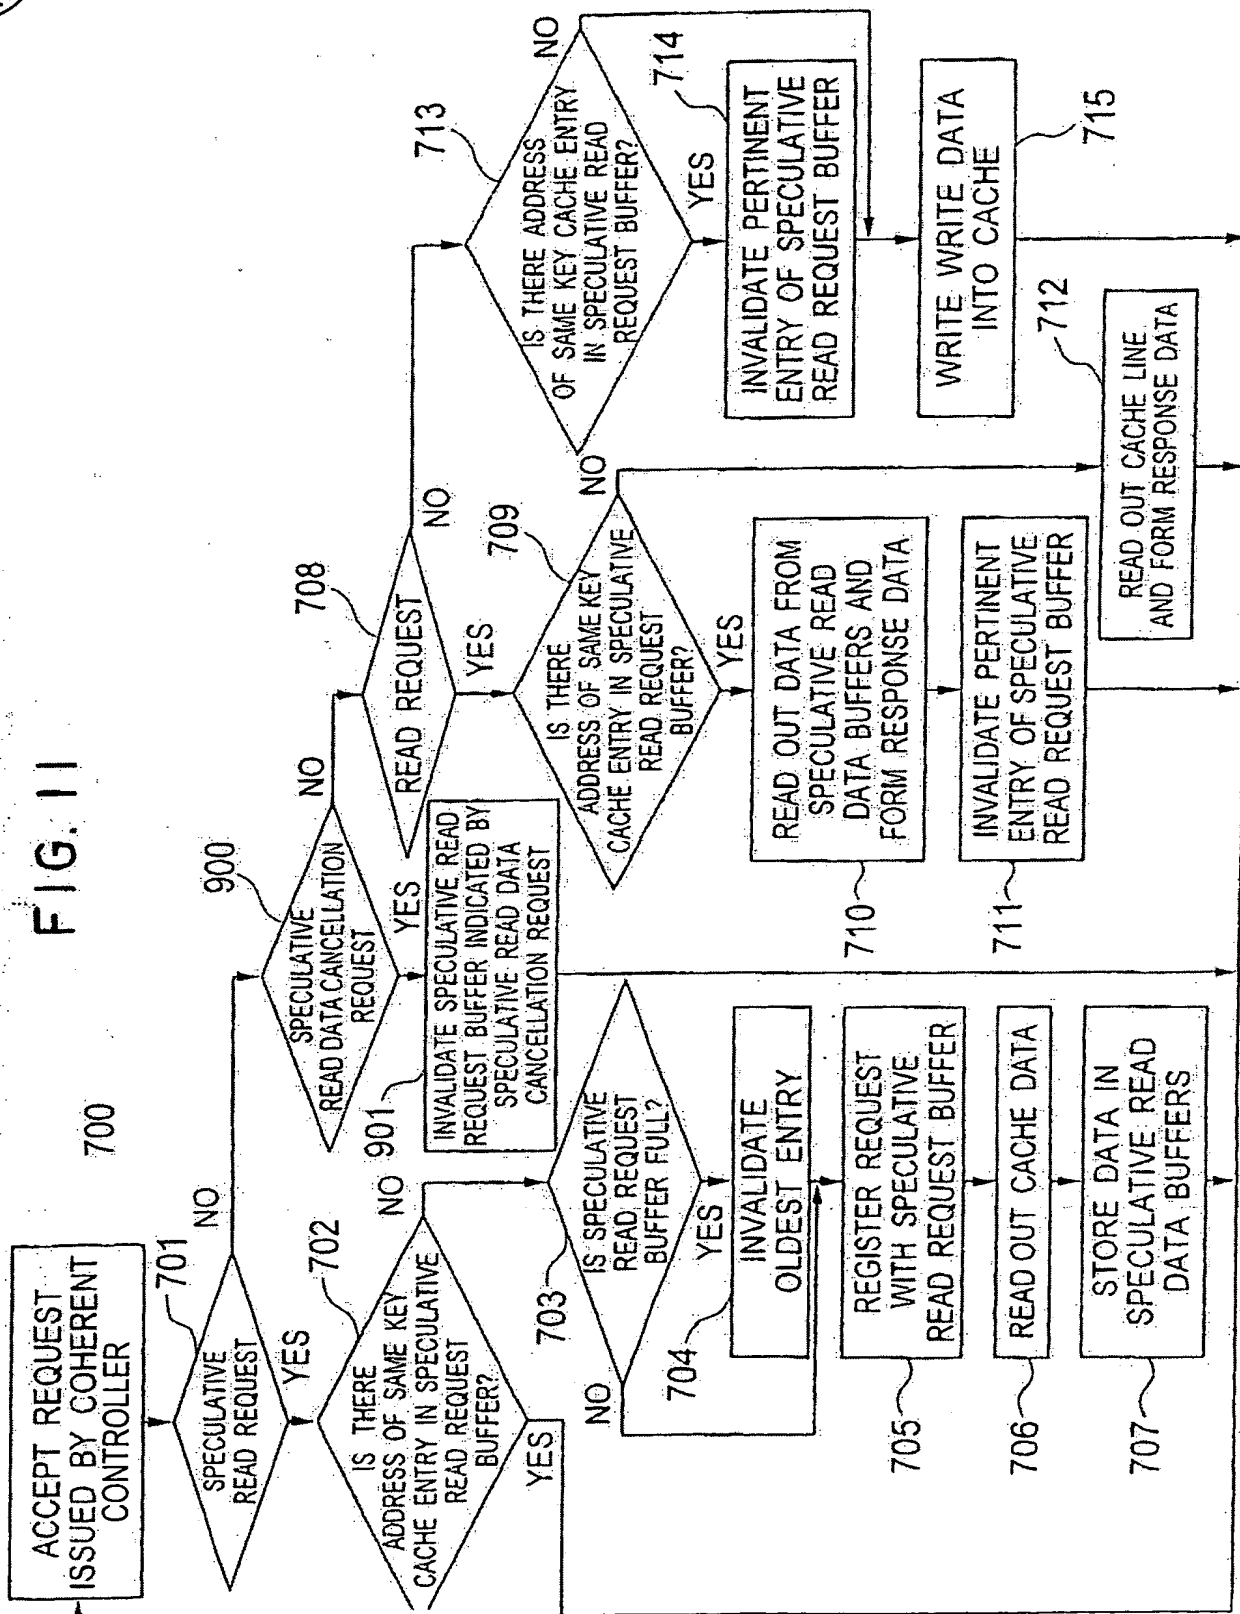 FIG. 11
700
ACCEPT REQUEST
ISSUED BY COHERENT
CONTROLLER
701
SPECULATIVE
READ REQUEST
NO
YES
702
IS THERE
ADDRESS OF SAME KEY
CACHE ENTRY IN SPECULATIVE
READ REQUEST
BUFFER?
NO
YES
703
IS SPECULATIVE
READ REQUEST
BUFFER FULL?
NO
YES
704
INVALIDATE
OLDEST ENTRY
705
REGISTER REQUEST
WITH SPECULATIVE
READ REQUEST BUFFER
706
READ OUT CACHE DATA
707
STORE DATA IN
SPECULATIVE READ
DATA BUFFERS
900
SPECULATIVE
READ DATA CANCELLATION
REQUEST
NO
YES
901
INVALIDATE SPECULATIVE READ
REQUEST BUFFER INDICATED BY
SPECULATIVE READ DATA
CANCELLATION REQUEST
708
READ REQUEST
NO
YES
709
IS THERE
ADDRESS OF SAME KEY
CACHE ENTRY IN SPECULATIVE
READ REQUEST
BUFFER?
NO
YES
710
READ OUT DATA FROM
SPECULATIVE READ
DATA BUFFERS AND
FORM RESPONSE DATA
711
INVALIDATE PERTINENT
ENTRY OF SPECULATIVE
READ REQUEST BUFFER
712
READ OUT CACHE LINE
AND FORM RESPONSE DATA
713
IS THERE ADDRESS
OF SAME KEY CACHE ENTRY
IN SPECULATIVE READ
REQUEST BUFFER?
NO
YES
714
INVALIDATE PERTINENT
ENTRY OF SPECULATIVE
READ REQUEST BUFFER
715
WRITE WRITE DATA
INTO CACHE